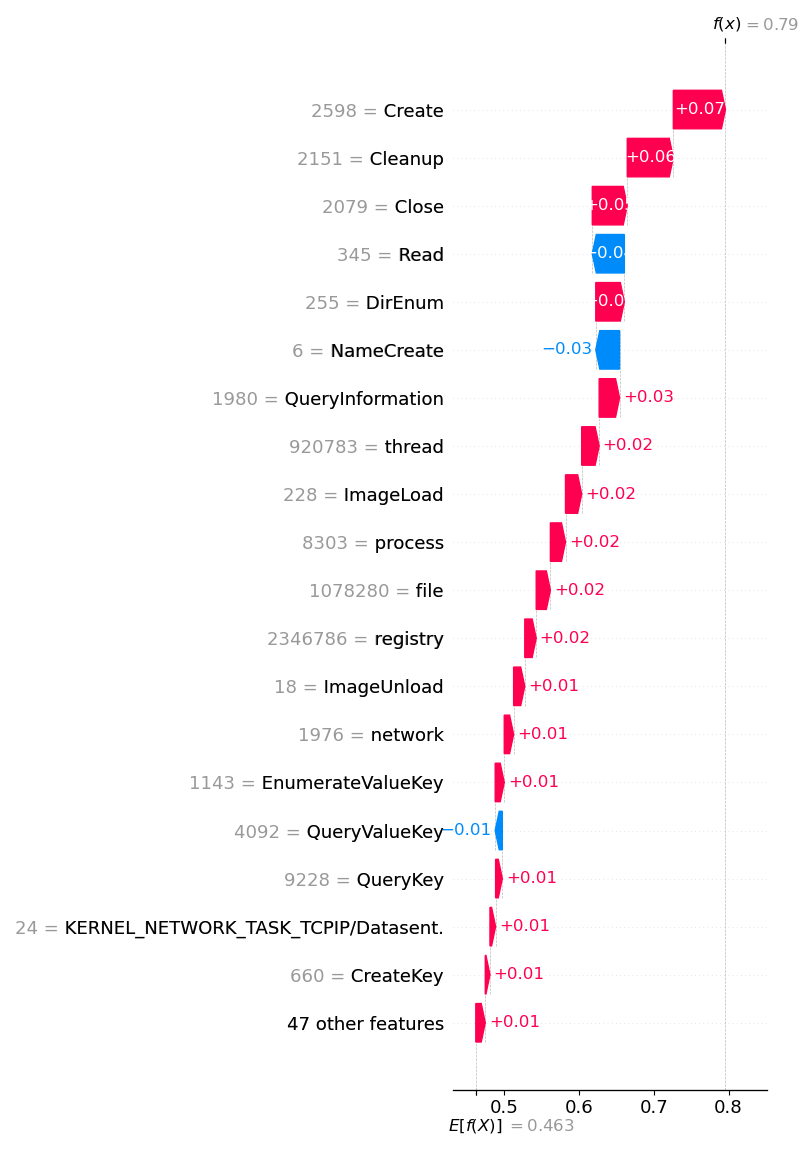 f(x) = 0.79
2598 = Create +0.07
2151 = Cleanup +0.06
2079 = Close
345 = Read
255 = DirEnum
6 = NameCreate −0.03
1980 = QueryInformation +0.03
920783 = thread +0.02
228 = ImageLoad +0.02
8303 = process +0.02
1078280 = file +0.02
2346786 = registry +0.02
18 = ImageUnload +0.01
1976 = network +0.01
1143 = EnumerateValueKey +0.01
4092 = QueryValueKey −0.01
9228 = QueryKey +0.01
24 = KERNEL_NETWORK_TASK_TCPIP/Datasent. +0.01
660 = CreateKey +0.01
47 other features +0.01
0.5 0.6 0.7 0.8
E[f(X)] = 0.463